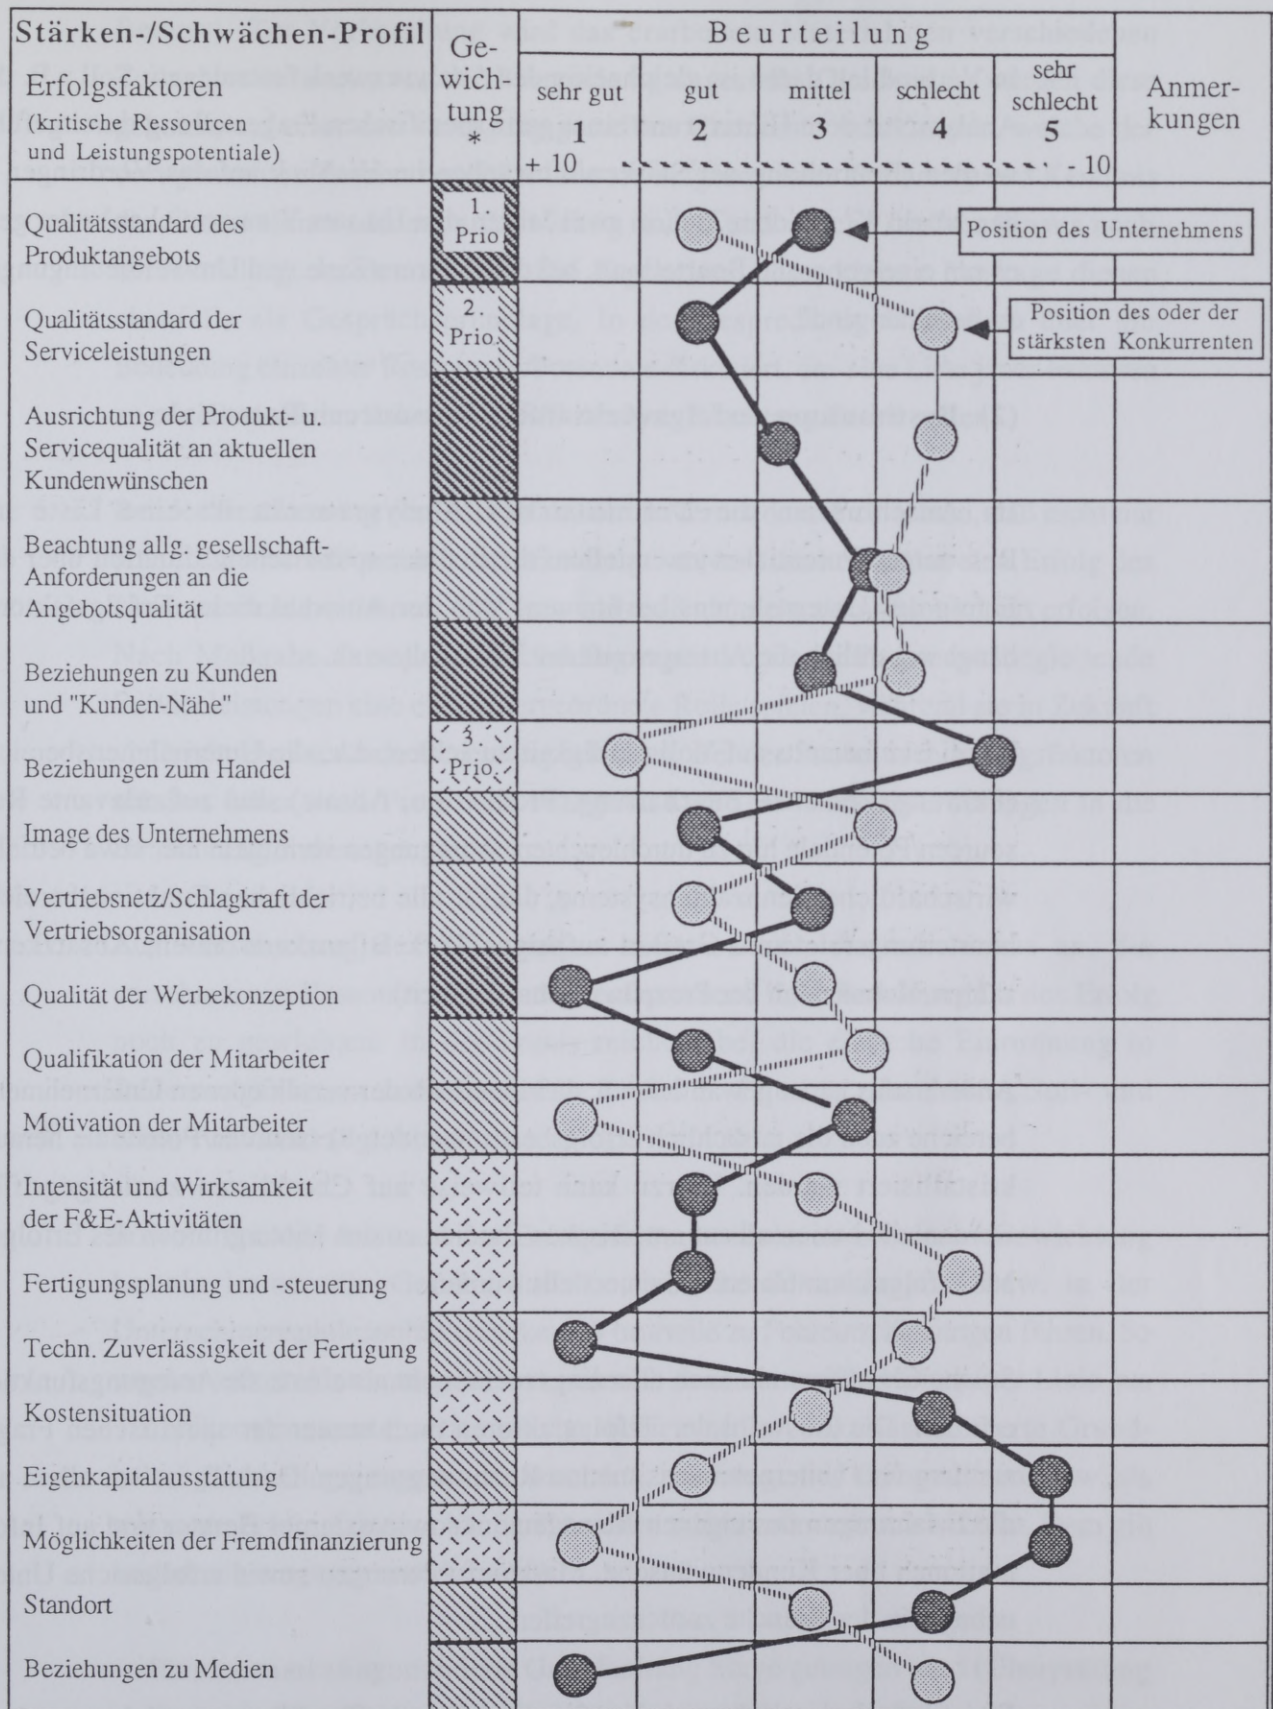 Stärken-/Schwächen-Profil
Erfolgsfaktoren
(kritische Ressourcen
und Leistungspotentiale)
Ge-
wich-
tung
*
Beurteilung
sehr gut
gut
mittel
schlecht
sehr
schlecht
1
2
3
4
5
+ 10
- 10
Anmer-
kungen
Qualitätsstandard des
Produktangebots
1.
Prio
Position des Unternehmens
Qualitätsstandard der
Serviceleistungen
2.
Prio.
Position des oder der
stärksten Konkurrenten
Ausrichtung der Produkt- u.
Servicequalität an aktuellen
Kundenwünschen
Beachtung allg. gesellschaft-
Anforderungen an die
Angebotsqualität
Beziehungen zu Kunden
und "Kunden-Nähe"
Beziehungen zum Handel
3.
Prio.
Image des Unternehmens
Vertriebsnetz/Schlagkraft der
Vertriebsorganisation
Qualität der Werbekonzeption
Qualifikation der Mitarbeiter
Motivation der Mitarbeiter
Intensität und Wirksamkeit
der F&E-Aktivitäten
Fertigungsplanung und -steuerung
Techn. Zuverlässigkeit der Fertigung
Kostensituation
Eigenkapitalausstattung
Möglichkeiten der Fremdfinanzierung
Standort
Beziehungen zu Medien